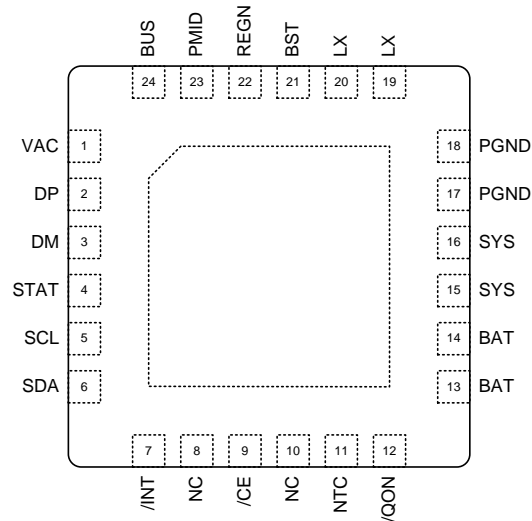 BUS PMID REGN BST LX LX
24 23 22 21 20 19
VAC 1 18 PGND
DP 2 17 PGND
DM 3 16 SYS
STAT 4 15 SYS
SCL 5 14 BAT
SDA 6 13 BAT
7 8 9 10 11 12
/INT NC /CE NC NTC /QON